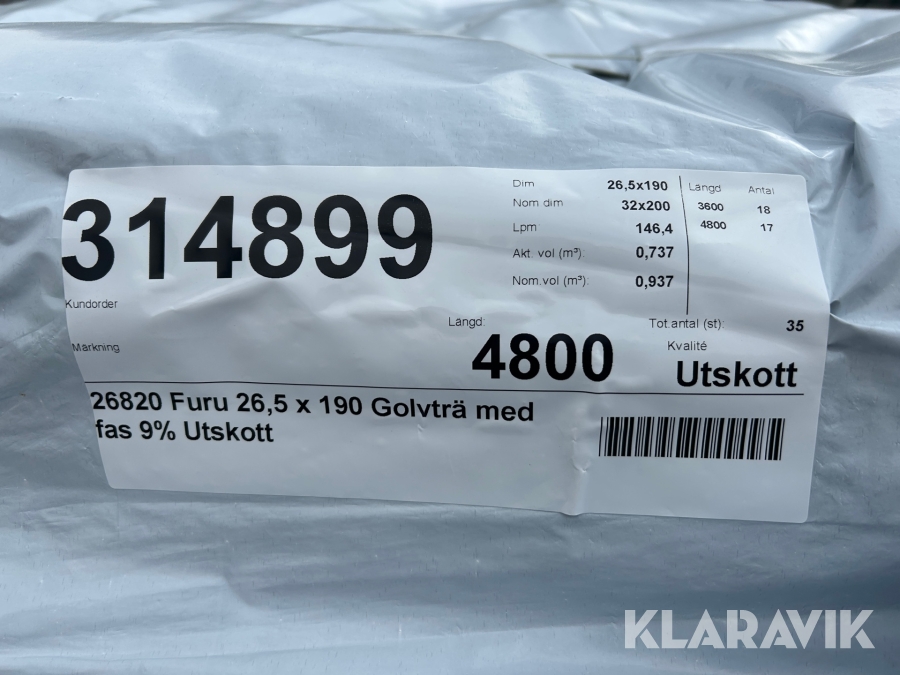 314899
Kundorder
Märkning
Dim 26,5x190
Nom dim 32x200
Lpm 146,4
Akt. vol (m³): 0,737
Nom.vol (m³): 0,937
Längd Antal
3600 18
4800 17
Längd:
4800
Tot.antal (st): 35
Kvalité
Utskott
26820 Furu 26,5 x 190 Golvträ med
fas 9% Utskott
KLARAVIK